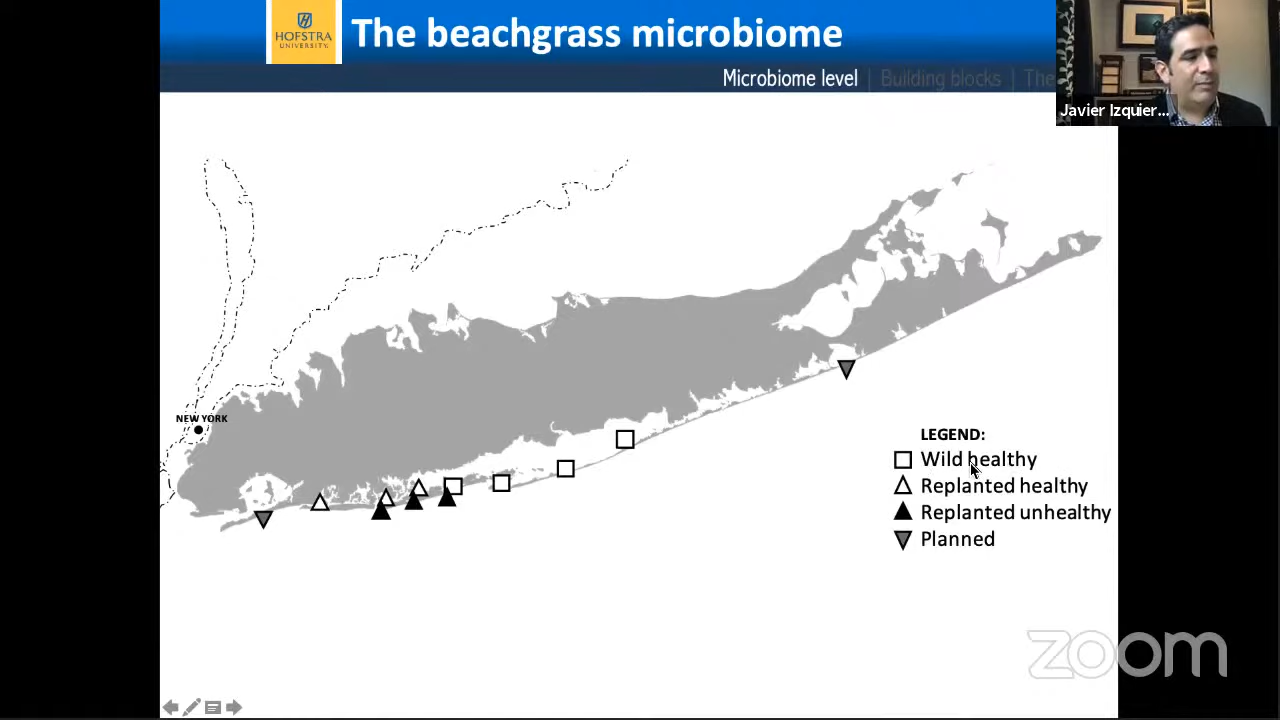 HOFSTRA
UNIVERSITY.
The beachgrass microbiome
Microbiome level | Building blocks | The
Javier Izquier...
NEW YORK
LEGEND:
Wild healthy
Replanted healthy
Replanted unhealthy
Planned
zoom